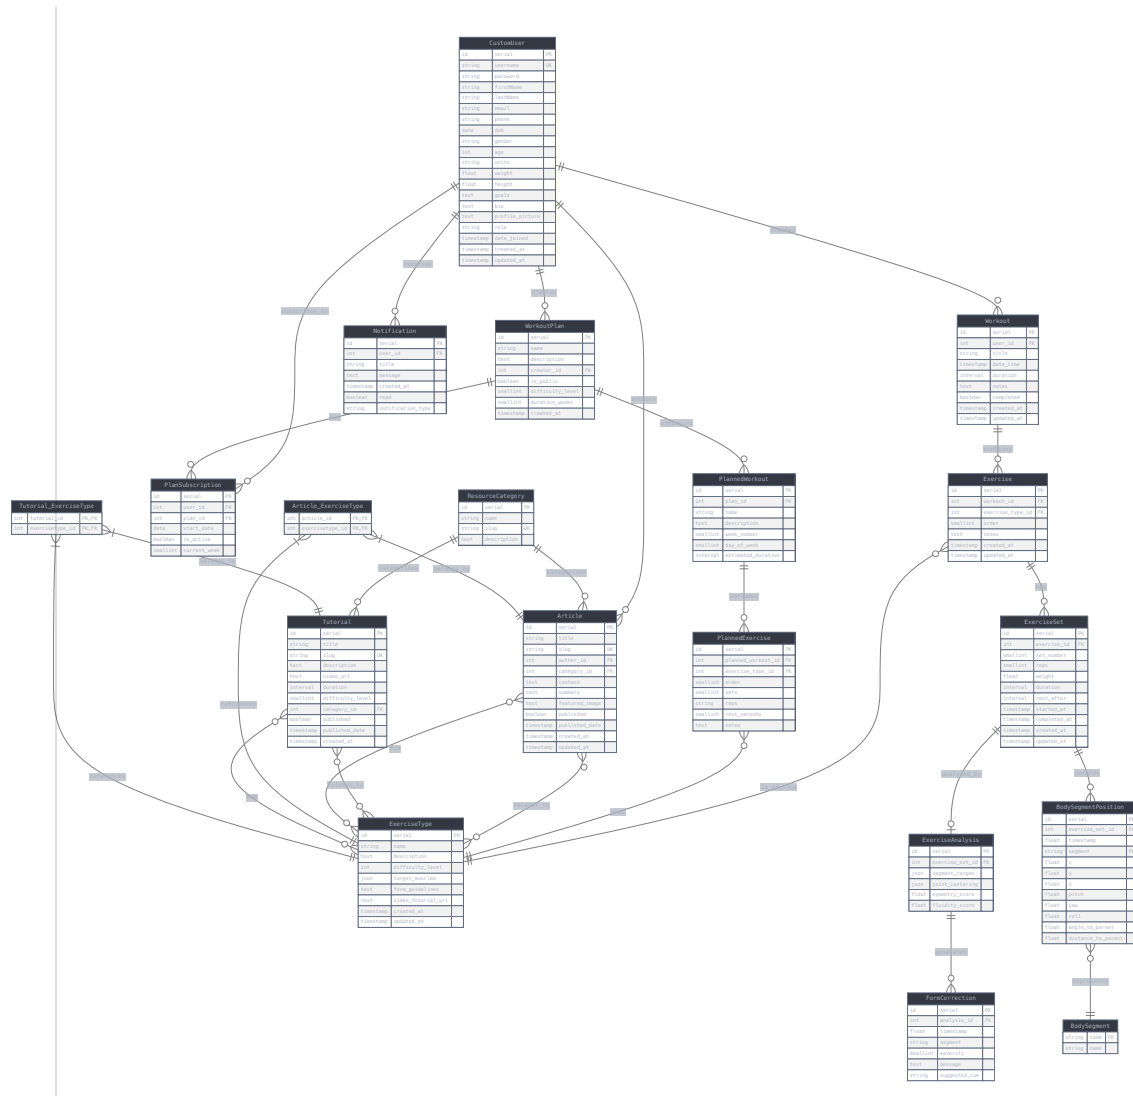 CustomUser
id serial PK
string username UK
string password
string firstName
string lastName
string email
string phone
date dob
string gender
int age
string units
float weight
float height
text goals
text bio
text profile_picture
string role
timestamp date_joined
timestamp created_at
timestamp updated_at
Notification
id serial PK
int user_id FK
string title
text message
timestamp created_at
boolean read
string notification_type
WorkoutPlan
id serial PK
string name
text description
int creator_id FK
boolean is_public
smallint difficulty_level
smallint duration_weeks
timestamp created_at
Workout
id serial PK
int user_id FK
string title
timestamp date_time
interval duration
text notes
boolean completed
timestamp created_at
timestamp updated_at
PlanSubscription
id serial PK
int user_id FK
int plan_id FK
date start_date
boolean is_active
smallint current_week
Tutorial_ExerciseType
int tutorial_id PK,FK
int exercisetype_id PK,FK
Article_ExerciseType
int article_id PK,FK
int exercisetype_id PK,FK
ResourceCategory
id serial PK
string name
string slug UK
text description
PlannedWorkout
id serial PK
int plan_id FK
string name
text description
smallint week_number
smallint day_of_week
interval estimated_duration
Exercise
id serial PK
int workout_id FK
int exercise_type_id FK
smallint order
text notes
timestamp created_at
timestamp updated_at
Tutorial
id serial PK
string title
string slug UK
text description
text video_url
interval duration
smallint difficulty_level
int category_id FK
boolean published
timestamp published_date
timestamp created_at
Article
id serial PK
string title
string slug UK
int author_id FK
int category_id FK
text content
text summary
text featured_image
boolean published
timestamp published_date
timestamp created_at
timestamp updated_at
PlannedExercise
id serial PK
int planned_workout_id FK
int exercise_type_id FK
smallint order
smallint sets
string reps
smallint rest_seconds
text notes
ExerciseSet
id serial PK
int exercise_id FK
smallint set_number
smallint reps
float weight
interval duration
interval rest_after
timestamp started_at
timestamp completed_at
timestamp created_at
timestamp updated_at
ExerciseType
id serial PK
string name
text description
int difficulty_level
json target_muscles
text form_guidelines
text video_tutorial_url
timestamp created_at
timestamp updated_at
ExerciseAnalysis
id serial PK
int exercise_set_id FK
json segment_ranges
json joint_centering
float symmetry_score
float fluidity_score
BodySegmentPosition
id serial
int exercise_set_id
float timestamp
string segment
float x
float y
float z
float pitch
float yaw
float roll
float angle_to_parent
float distance_to_parent
FormCorrection
id serial PK
int analysis_id FK
float timestamp
string segment
smallint severity
text message
string suggested_cue
BodySegment
string code PK
string name